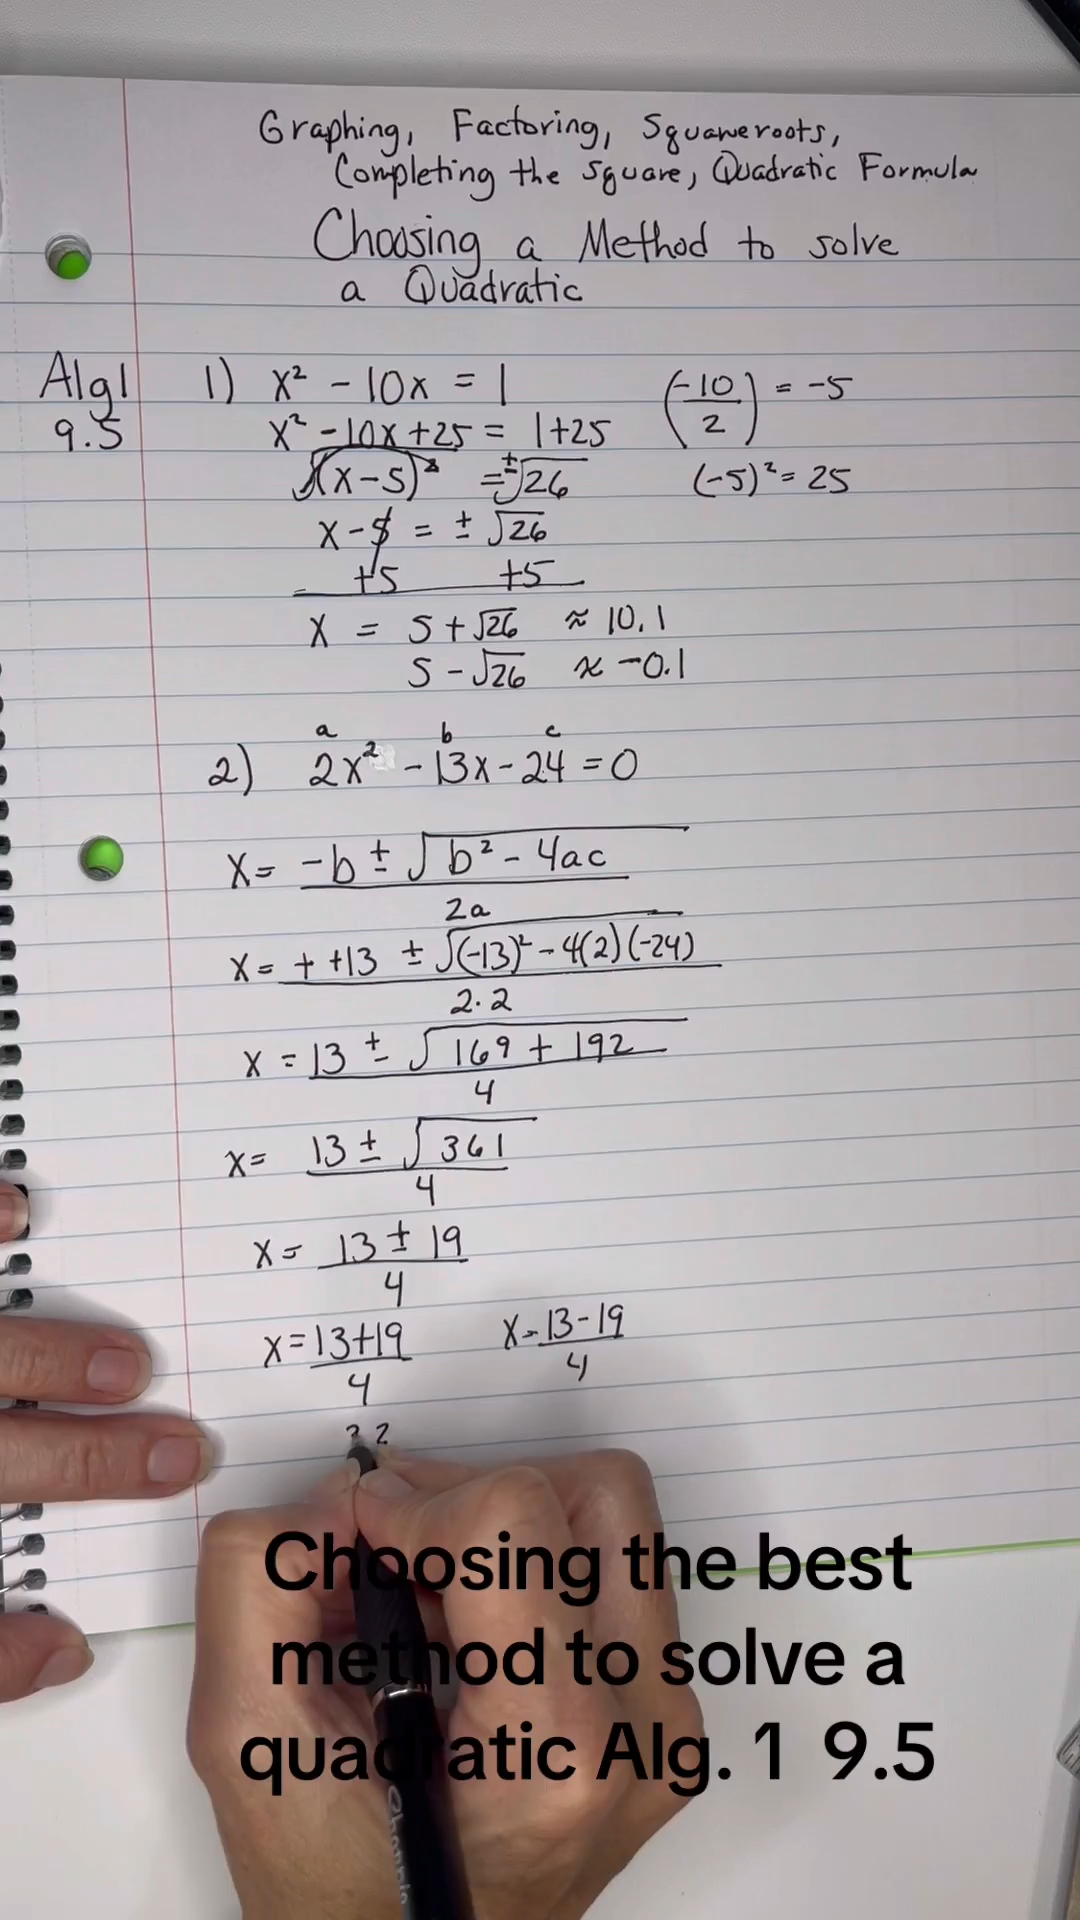 Graphing, Factoring, Squareroots,
Completing the square, Quadratic Formula
Choosing a Method to solve
a Quadratic
Alg1
9.5
1) x² - 10x = 1
(-10/2) = -5
x² - 10x + 25 = 1 + 25
√(x-5)² = ±√26
(-5)² = 25
x - 5 = ±√26
+5 +5
x = 5 + √26 ≈ 10.1
5 - √26 ≈ -0.1
a b c
2) 2x² - 13x - 24 = 0
x = -b ± √b² - 4ac
2a
x = + +13 ± √(-13)² - 4(2)(-24)
2·2
x = 13 ± √169 + 192
4
x = 13 ± √361
4
x = 13 ± 19
4
x = 13+19 x = 13-19
4 4
32
Choosing the best
method to solve a
quadratic Alg. 1 9.5